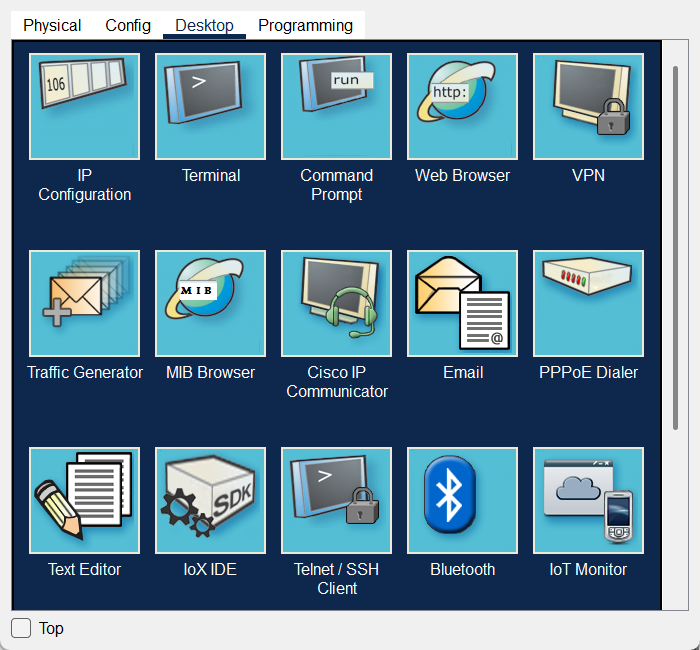 Physical Config Desktop Programming
106
>
run
http:
IP
Configuration
Terminal
Command
Prompt
Web Browser
VPN
MIB
@
Traffic Generator
MIB Browser
Cisco IP
Communicator
Email
PPPoE Dialer
SDK
>
Text Editor
IoX IDE
Telnet / SSH
Client
Bluetooth
IoT Monitor
Top